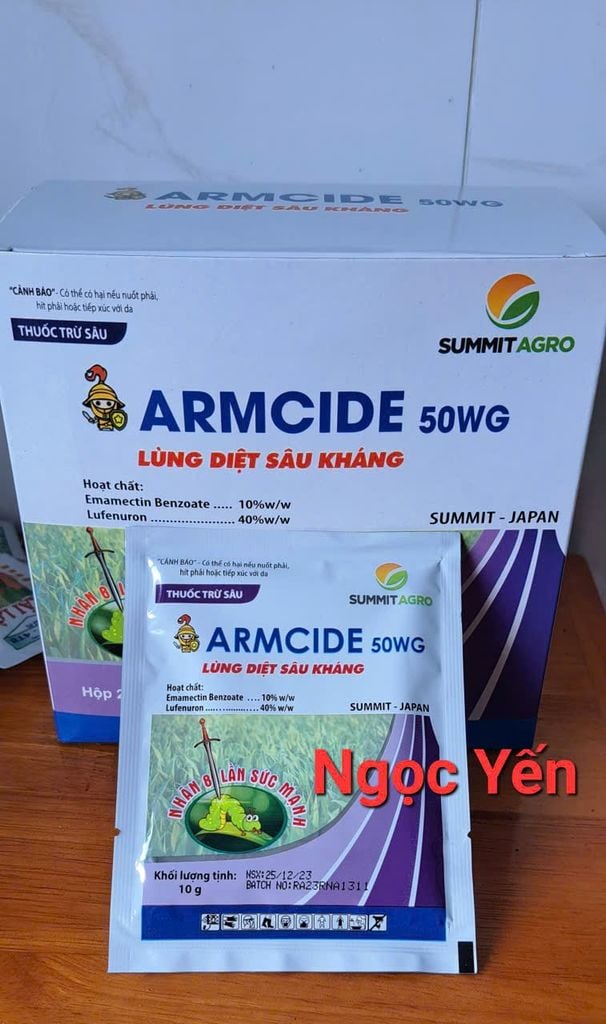 ARMCIDE 50WG
LÙNG DIỆT SÂU KHÁNG
"CẢNH BÁO" - Có thể có hại nếu nuốt phải,
hít phải hoặc tiếp xúc với da
THUỐC TRỪ SÂU
SUMMIT AGRO
ARMCIDE 50WG
LÙNG DIỆT SÂU KHÁNG
Hoạt chất:
Emamectin Benzoate ..... 10%w/w
Lufenuron ...................... 40%w/w
SUMMIT - JAPAN
NHÂN 8
Hộp 2
"CẢNH BÁO" - Có thể có hại nếu nuốt phải,
hít phải hoặc tiếp xúc với da
THUỐC TRỪ SÂU
SUMMIT AGRO
ARMCIDE 50WG
LÙNG DIỆT SÂU KHÁNG
Hoạt chất:
Emamectin Benzoate .... 10% w/w
Lufenuron ................. 40% w/w
SUMMIT - JAPAN
NHÂN 8 LẦN SỨC MẠNH
Ngọc Yến
Khối lượng tịnh:
10 g
NSX:25/12/23
BATCH NO:RA23RNA1311